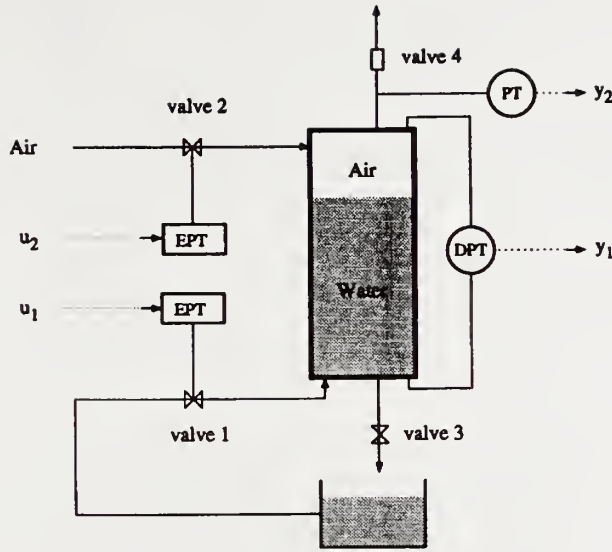 valve 4
PT
y2
valve 2
Air
Air
u2
EPT
DPT
y1
Water
u1
EPT
valve 1
valve 3